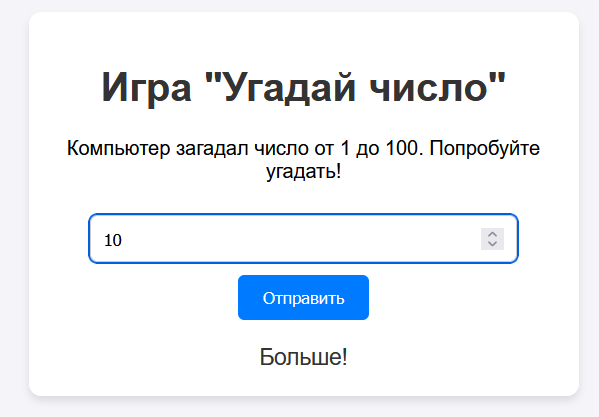 Игра "Угадай число"
Компьютер загадал число от 1 до 100. Попробуйте
угадать!
10
Отправить
Больше!